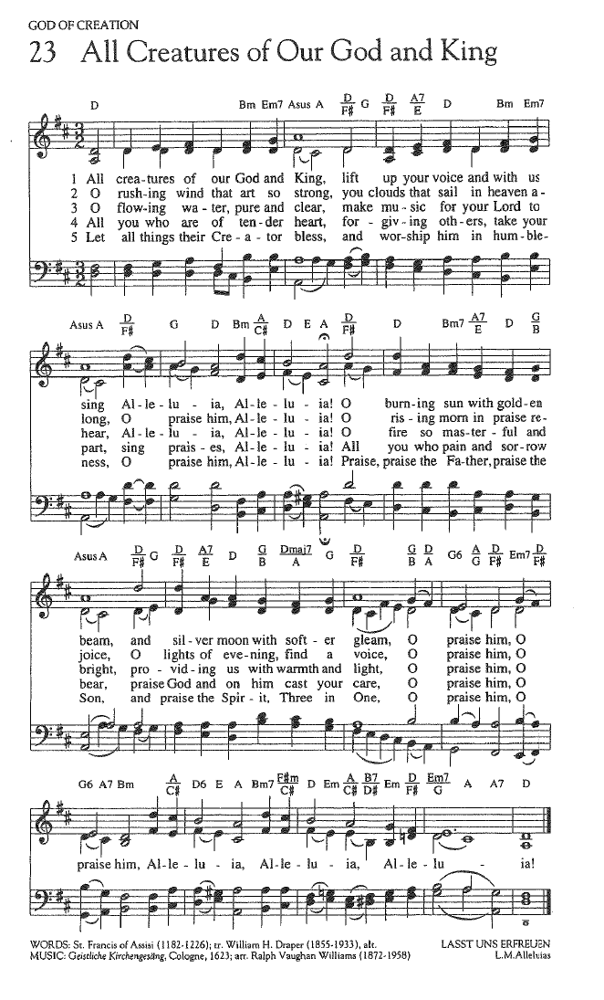 GOD OF CREATION
23 All Creatures of Our God and King
D Bm Em7 Asus A D/F# G D/F# A7/E D Bm Em7
1 All crea-tures of our God and King, lift up your voice and with us
2 O rush-ing wind that art so strong, you clouds that sail in heaven a-
3 O flow-ing wa-ter, pure and clear, make mu-sic for your Lord to
4 All you who are of ten-der heart, for-giv-ing oth-ers, take your
5 Let all things their Cre-a-tor bless, and wor-ship him in hum-ble-
Asus A D/F# G D Bm A/C# D E A D/F# D Bm7 A7/E D G/B
sing Al-le-lu-ia, Al-le-lu-ia! O burn-ing sun with gold-en
long, O praise him, Al-le-lu-ia! O ris-ing morn in praise re-
hear, Al-le-lu-ia, Al-le-lu-ia! O fire so mas-ter-ful and
part, sing prais-es, Al-le-lu-ia! All you who pain and sor-row
ness, O praise him, Al-le-lu-ia! Praise, praise the Fa-ther, praise the
Asus A D/F# G D/F# A7/E D G/B Dmaj7/A G D/F# G/B D/A G6 A/G D/F# Em7 D/F#
beam, and sil-ver moon with soft-er gleam, O praise him, O
joice, O lights of eve-ning, find a voice, O praise him, O
bright, pro-vid-ing us with warmth and light, O praise him, O
bear, praise God and on him cast your care, O praise him, O
Son, and praise the Spir-it, Three in One, O praise him, O
G6 A7 Bm A/C# D6 E A Bm7 F#m/C# D Em A/C# B7/D# Em D/F# Em7/G A A7 D
praise him, Al-le-lu-ia, Al-le-lu-ia, Al-le-lu-ia!
WORDS: St. Francis of Assisi (1182-1226); tr. William H. Draper (1855-1933), alt.
MUSIC: Geistliche Kirchengesäng, Cologne, 1623; arr. Ralph Vaughan Williams (1872-1958)
LASST UNS ERFREUEN
L.M.Alleluias